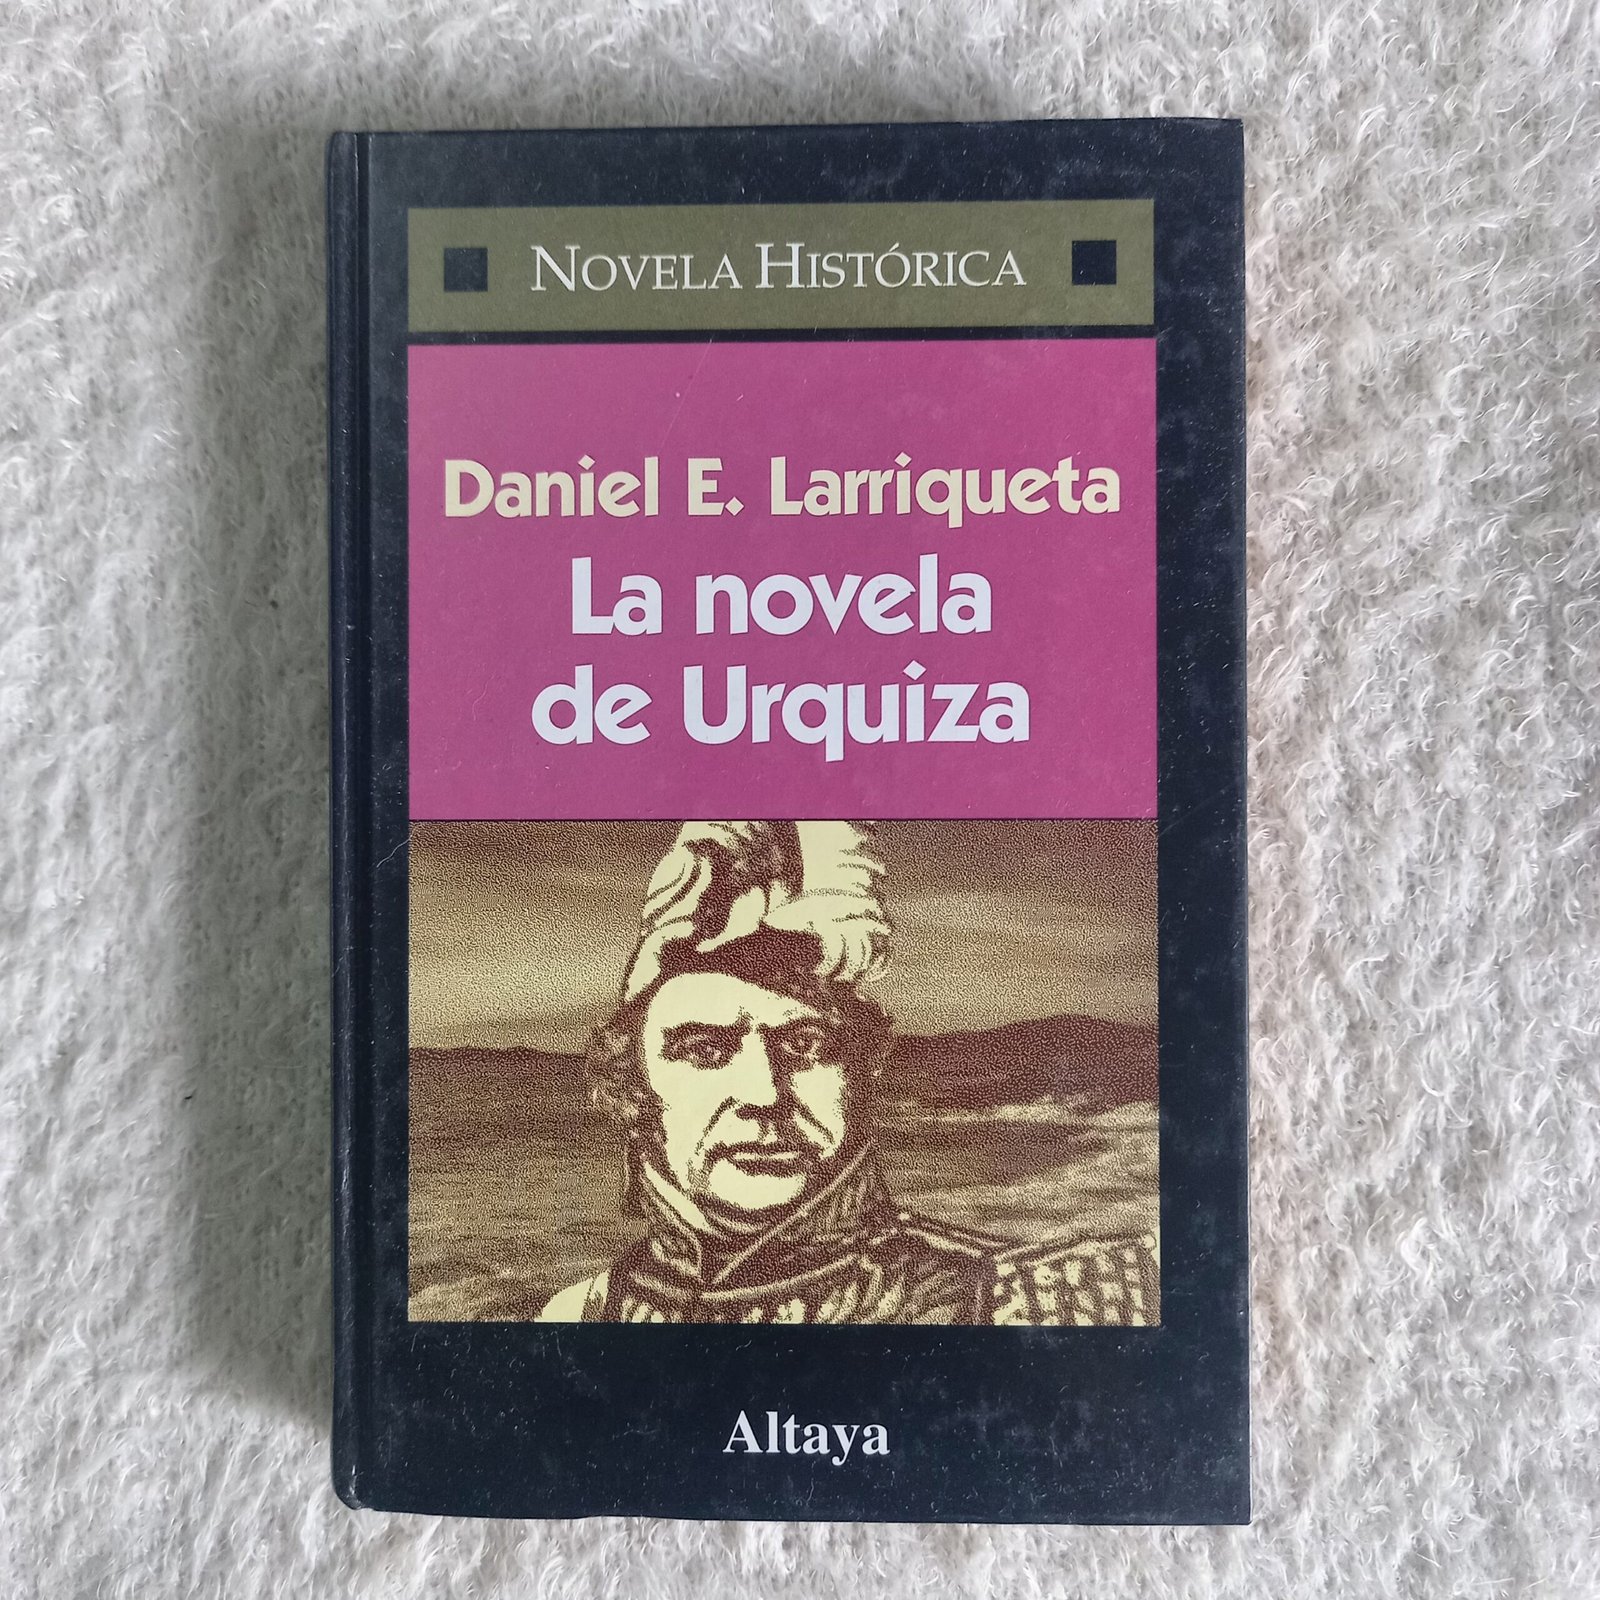 NOVELA HISTÓRICA
Daniel E. Larriqueta
La novela
de Urquiza
Altaya